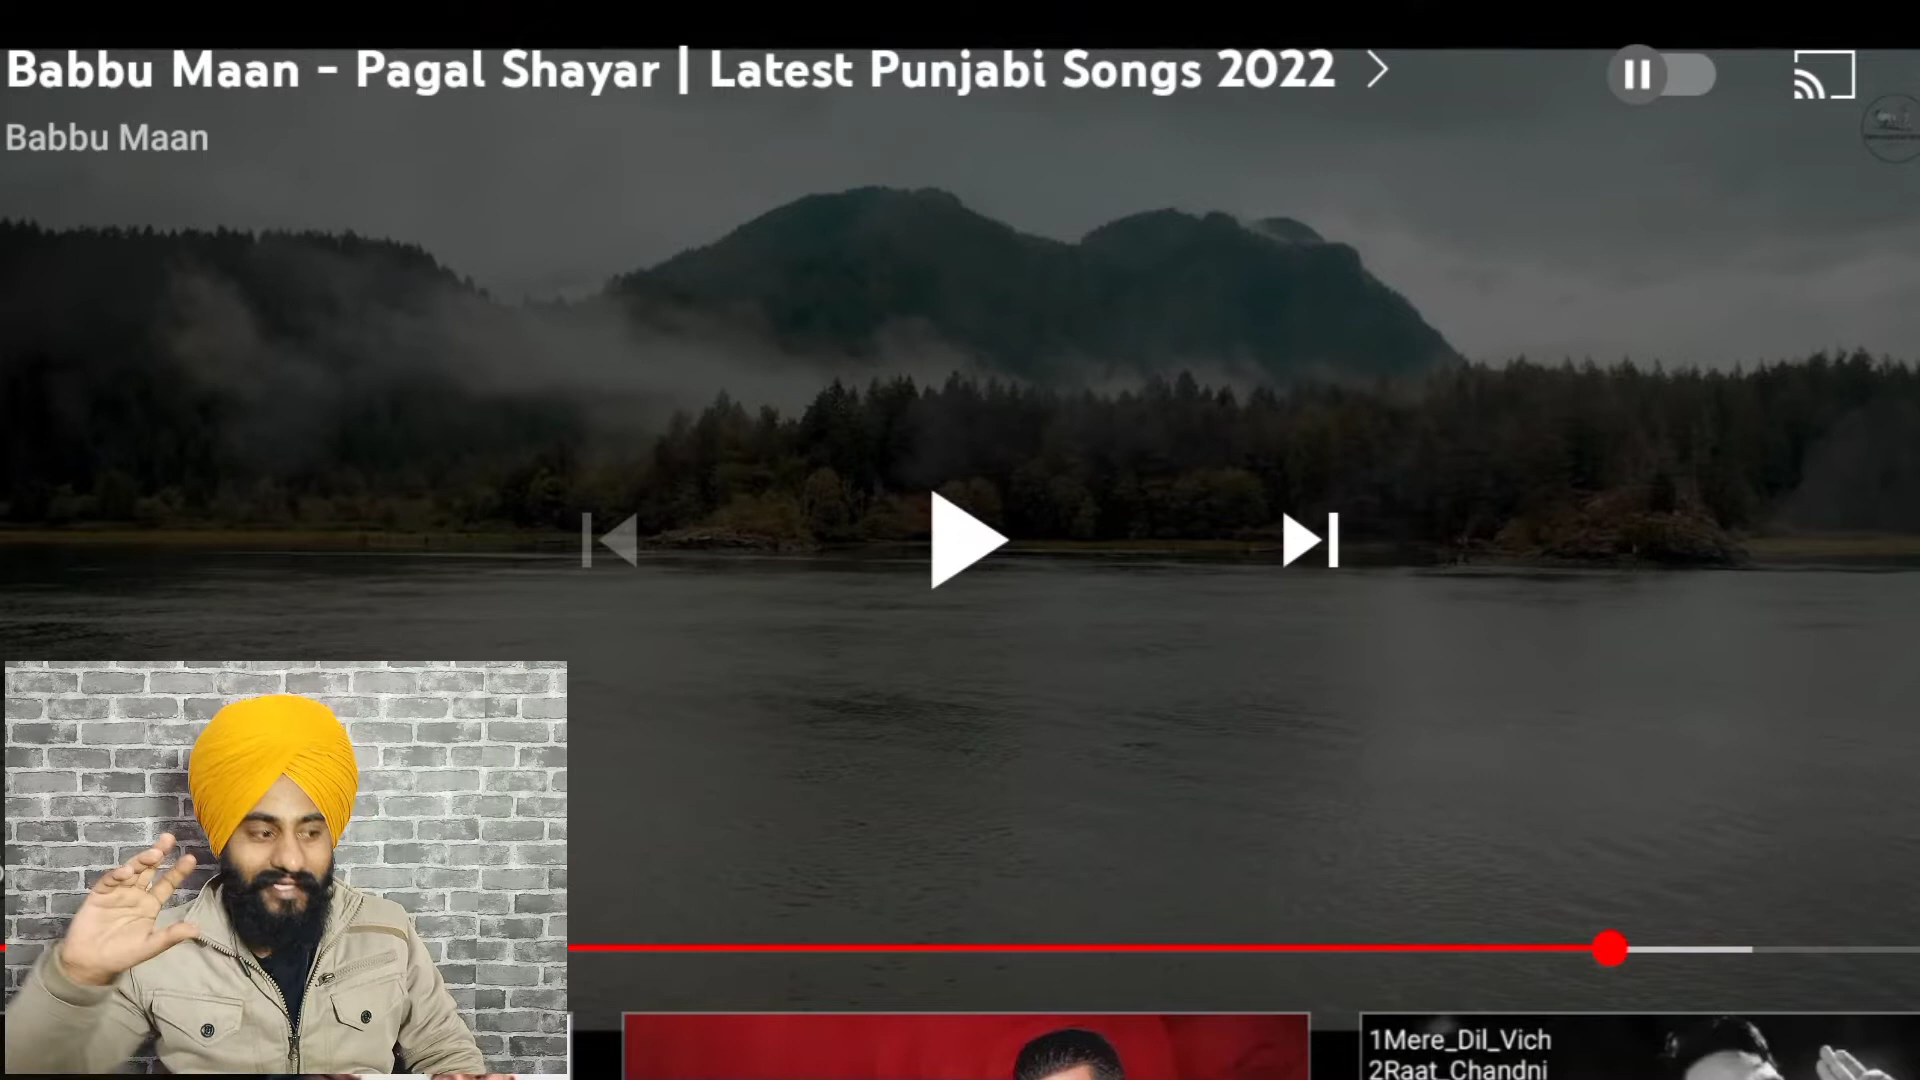 Babbu Maan - Pagal Shayar | Latest Punjabi Songs 2022
Babbu Maan
1Mere_Dil_Vich
2Raat_Chandni